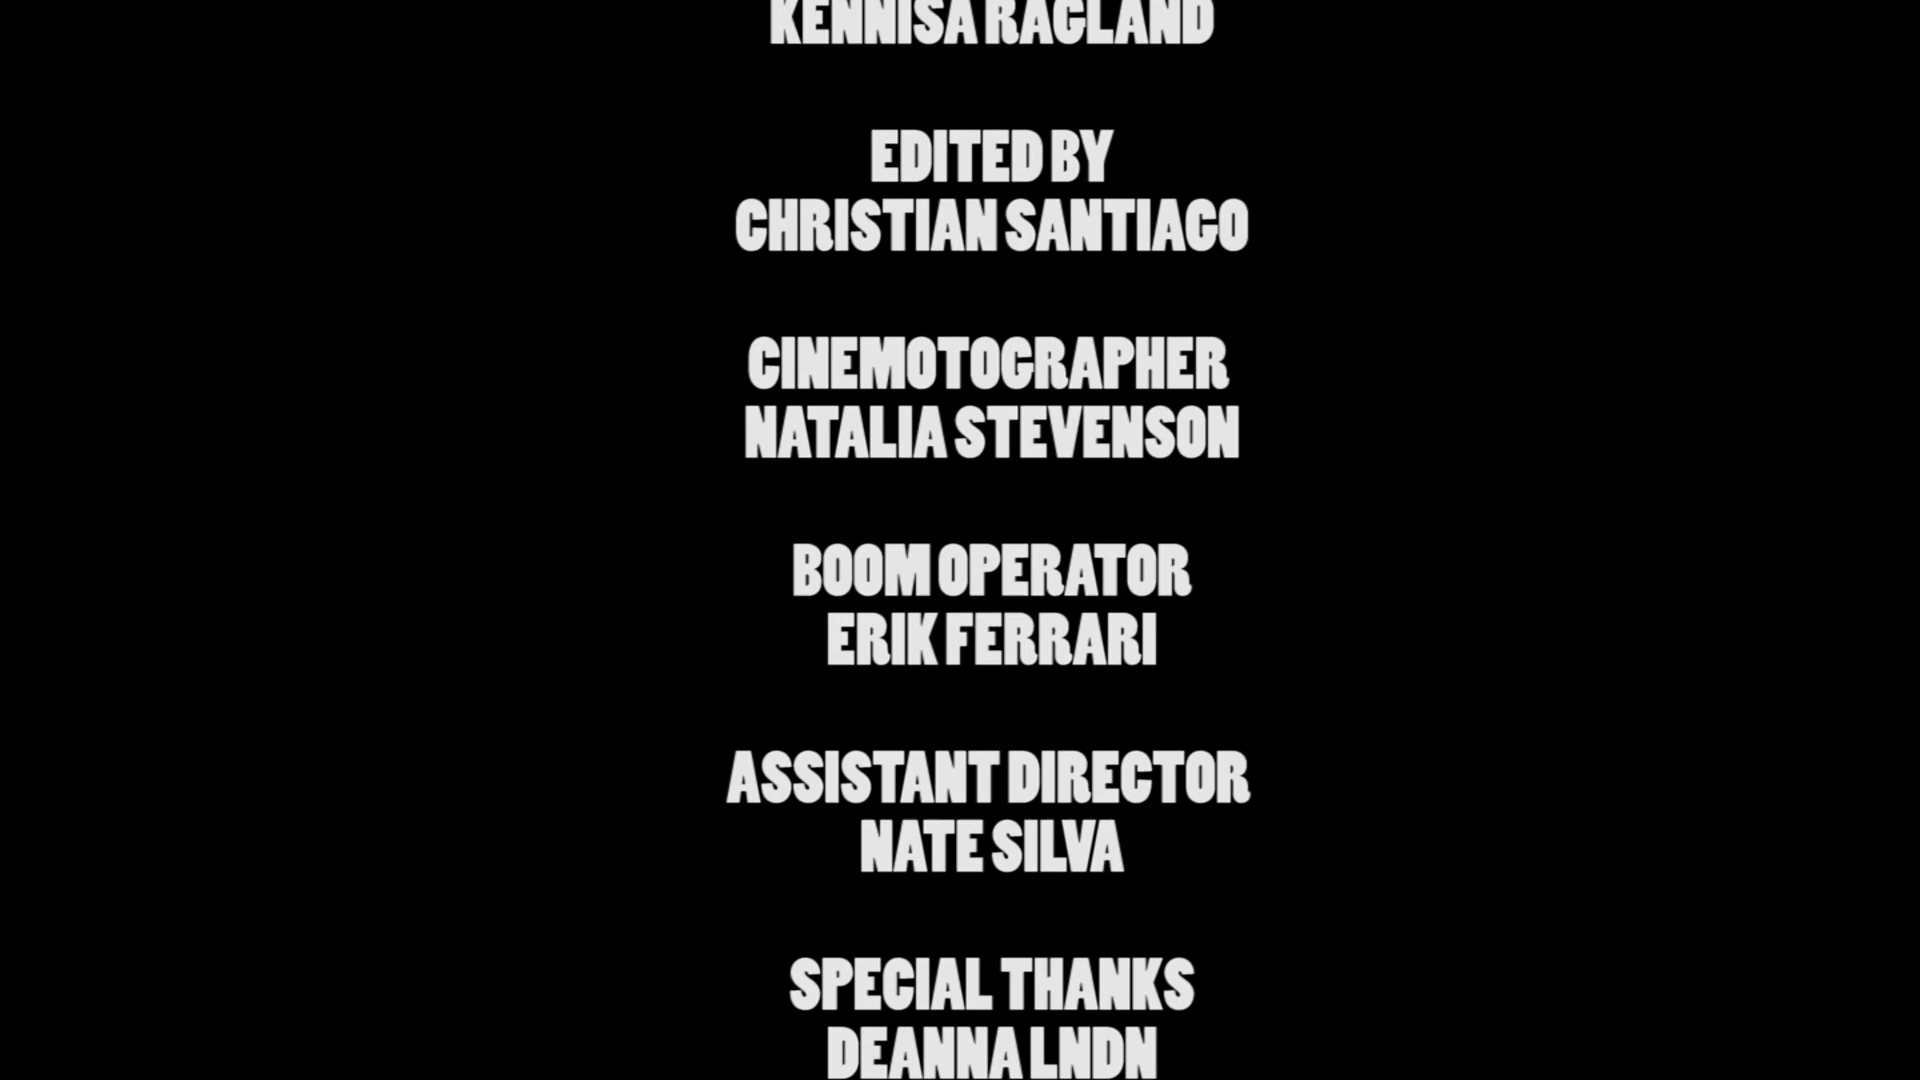 KENNISA RAGLAND
EDITED BY
CHRISTIAN SANTIAGO
CINEMOTOGRAPHER
NATALIA STEVENSON
BOOM OPERATOR
ERIK FERRARI
ASSISTANT DIRECTOR
NATE SILVA
SPECIAL THANKS
DEANNA LNDN